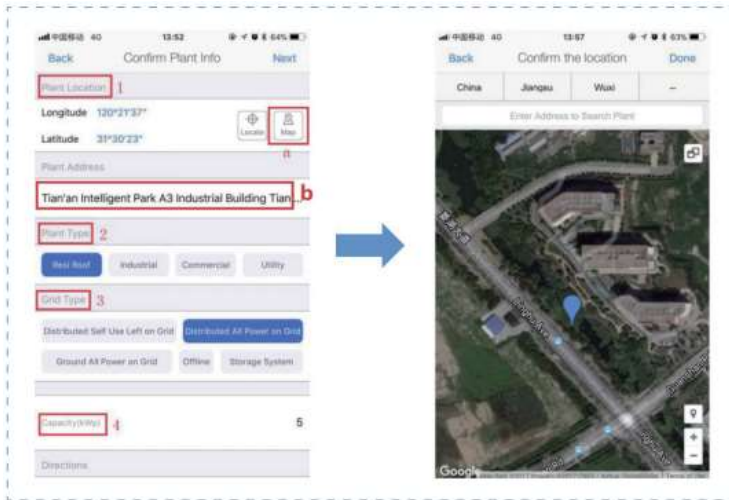 中国移动 4G 13:52 64%
Back Confirm Plant Info Next
Plant Location 1
Longitude 120°21'37"
Latitude 31°30'23"
Locate Map
a
Plant Address
Tian'an Intelligent Park A3 Industrial Building Tian... b
Plant Type 2
Resi Roof Industrial Commercial Utility
Grid Type 3
Distributed Self Use Left on Grid Distributed All Power on Grid
Ground All Power on Grid Offline Storage System
Capacity(kWp) 4 5
Directions
中国移动 4G 13:57 63%
Back Confirm the location Done
China Jiangsu Wuxi --
Enter Address to Search Plant
Jinghui Ave
Google